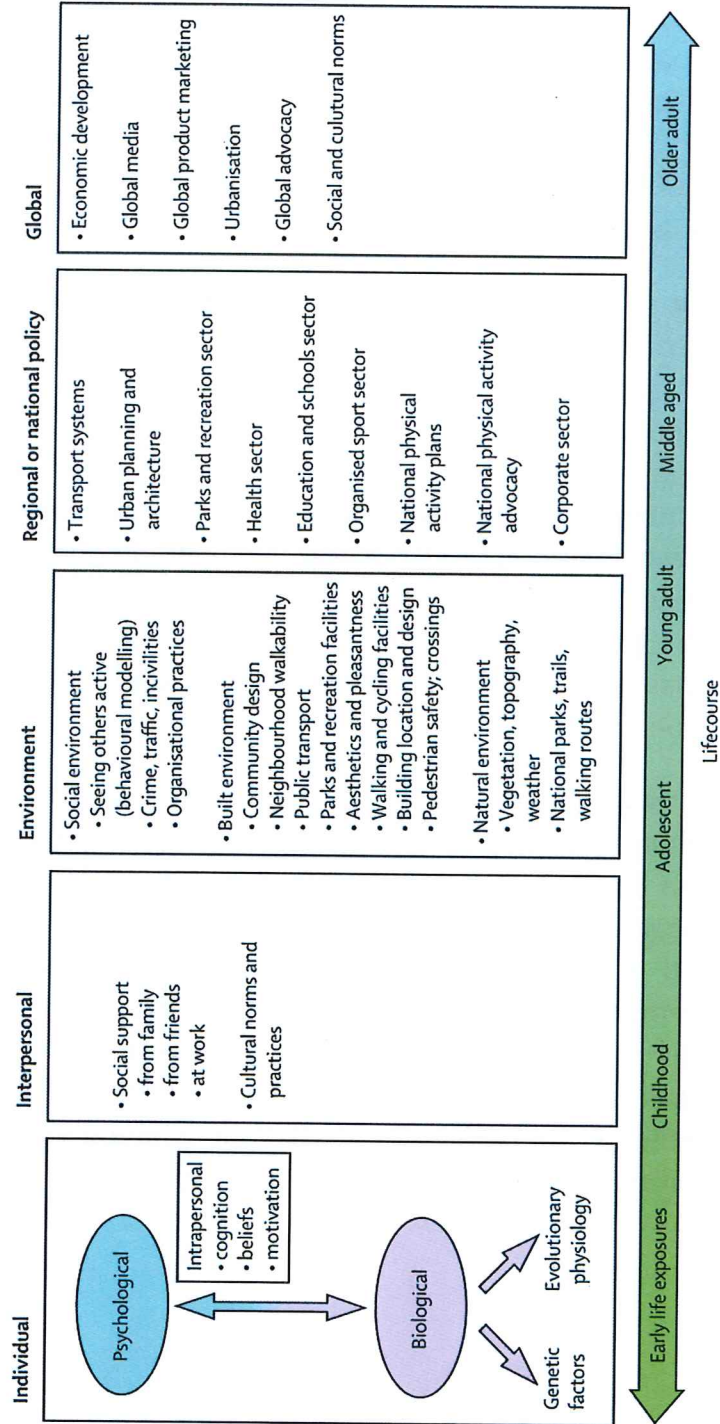 Individual
Psychological
Intrapersonal
• cognition
• beliefs
• motivation
Biological
Genetic
factors
Evolutionary
physiology
Interpersonal
• Social support
• from family
• from friends
• at work
• Cultural norms and
practices
Environment
• Social environment
• Seeing others active
(behavioural modelling)
• Crime, traffic, incivilities
• Organisational practices
• Built environment
• Community design
• Neighbourhood walkability
• Public transport
• Parks and recreation facilities
• Aesthetics and pleasantness
• Walking and cycling facilities
• Building location and design
• Pedestrian safety; crossings
• Natural environment
• Vegetation, topography,
weather
• National parks, trails,
walking routes
Regional or national policy
• Transport systems
• Urban planning and
architecture
• Parks and recreation sector
• Health sector
• Education and schools sector
• Organised sport sector
• National physical
activity plans
• National physical activity
advocacy
• Corporate sector
Global
• Economic development
• Global media
• Global product marketing
• Urbanisation
• Global advocacy
• Social and culutural norms
Early life exposures
Childhood
Adolescent
Young adult
Middle aged
Older adult
Lifecourse